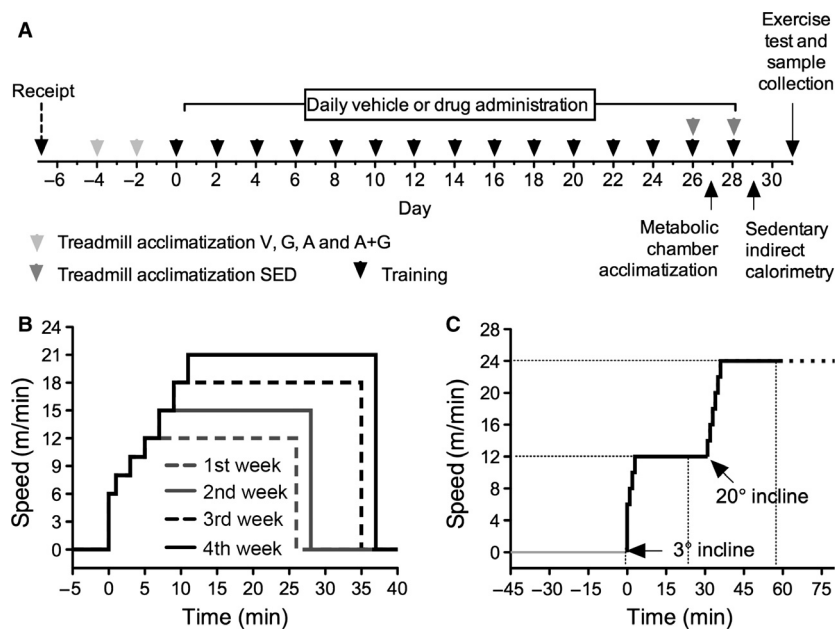 A
Exercise
test and
sample
collection
Receipt
Daily vehicle or drug administration
–6 –4 –2 0 2 4 6 8 10 12 14 16 18 20 22 24 26 28 30
Day
Metabolic
chamber
acclimatization
Sedentary
indirect
calorimetry
Treadmill acclimatization V, G, A and A+G
Treadmill acclimatization SED
Training
B
Speed (m/min)
24
21
18
15
12
9
6
3
0
1st week
2nd week
3rd week
4th week
–5 0 5 10 15 20 25 30 35 40
Time (min)
C
Speed (m/min)
28
24
20
16
12
8
4
0
20° incline
3° incline
–45 –30 –15 0 15 30 45 60 75
Time (min)